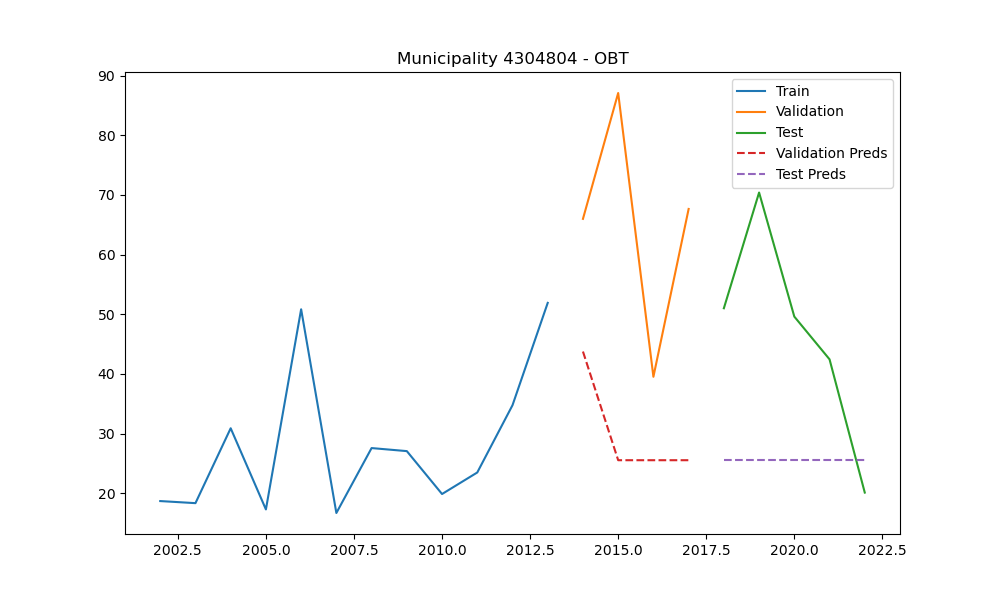 Municipality 4304804 - OBT
90
80
70
60
50
40
30
20
2002.5 2005.0 2007.5 2010.0 2012.5 2015.0 2017.5 2020.0 2022.5
Train
Validation
Test
Validation Preds
Test Preds